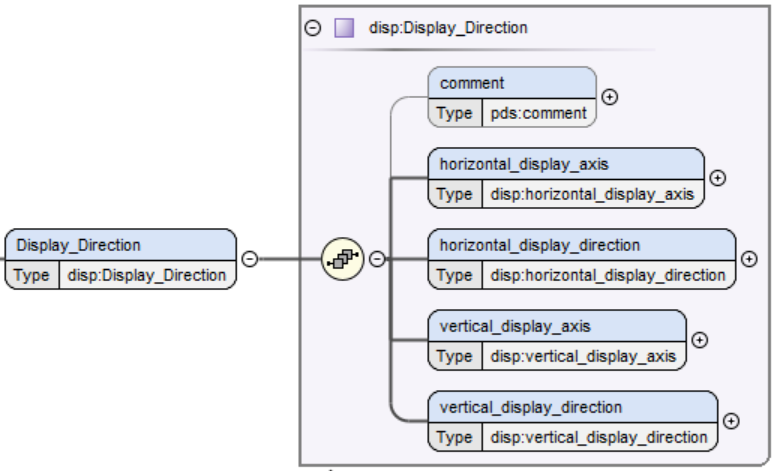 disp:Display_Direction
comment
Type pds:comment
horizontal_display_axis
Type disp:horizontal_display_axis
Display_Direction
Type disp:Display_Direction
horizontal_display_direction
Type disp:horizontal_display_direction
vertical_display_axis
Type disp:vertical_display_axis
vertical_display_direction
Type disp:vertical_display_direction